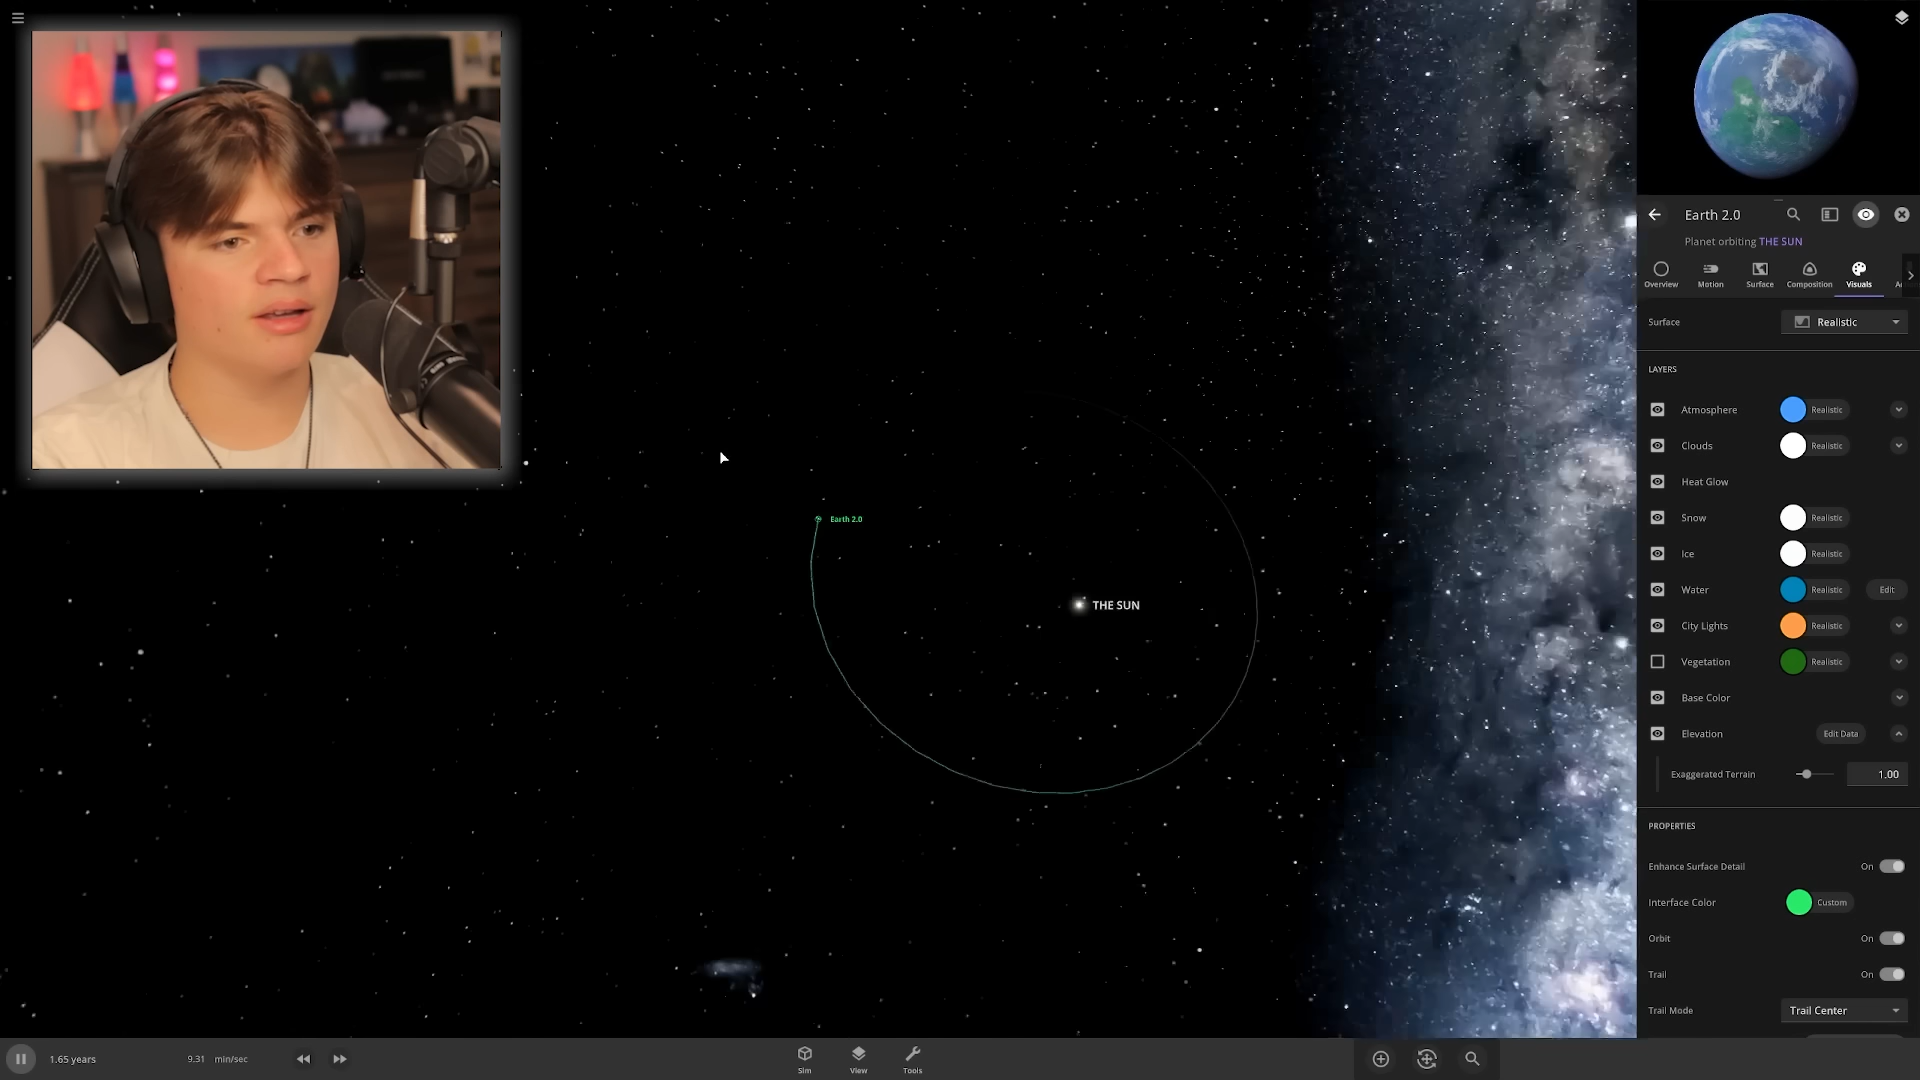 Earth 2.0
Planet orbiting THE SUN
Overview
Motion
Surface
Composition
Visuals
Surface
Realistic
LAYERS
Atmosphere
Realistic
Clouds
Realistic
Heat Glow
Snow
Realistic
Ice
Realistic
Water
Realistic
Edit
City Lights
Realistic
Vegetation
Realistic
Base Color
Elevation
Edit Data
Exaggerated Terrain
1.00
PROPERTIES
Enhance Surface Detail
On
Interface Color
Custom
Orbit
On
Trail
On
Trail Mode
Trail Center
Earth 2.0
THE SUN
1.65 years
9.31 min/sec
Sim
View
Tools